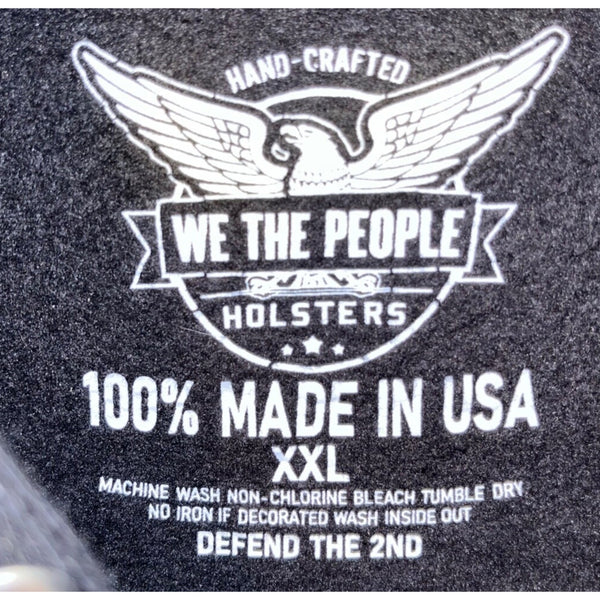 HAND-CRAFTED
WE THE PEOPLE
HOLSTERS
100% MADE IN USA
XXL
MACHINE WASH NON-CHLORINE BLEACH TUMBLE DRY
NO IRON IF DECORATED WASH INSIDE OUT
DEFEND THE 2ND